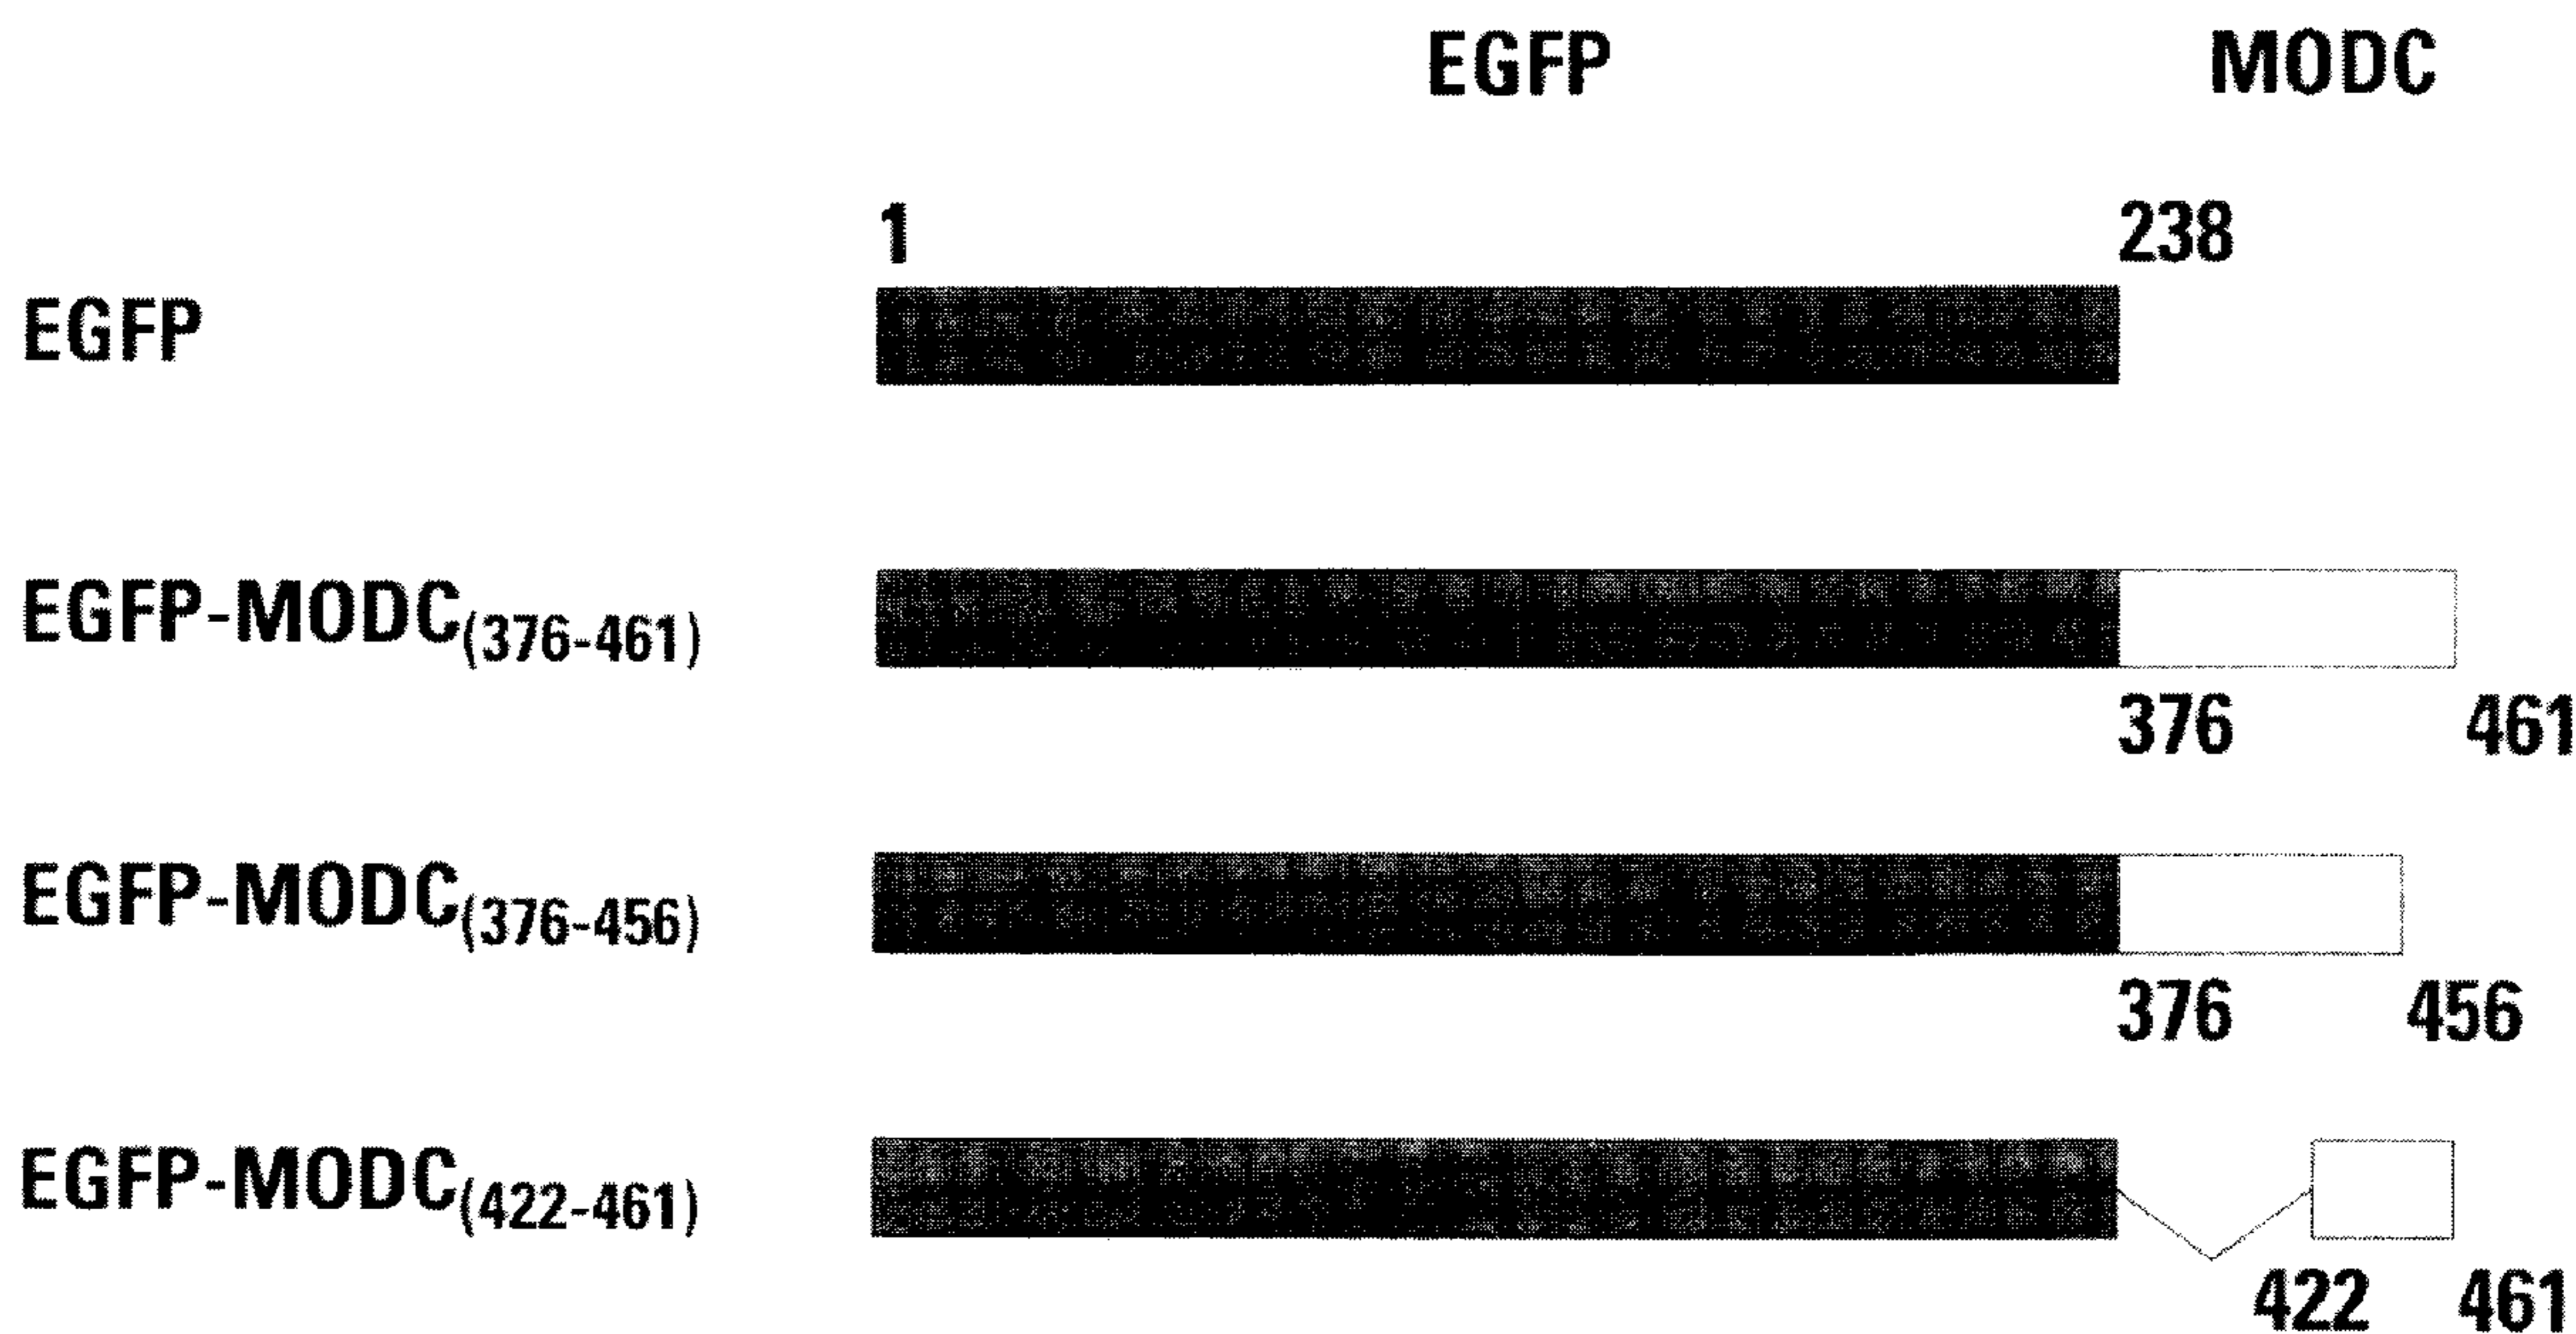 EGFP MODC
1 238
EGFP
EGFP-MODC(376-461)
376 461
EGFP-MODC(376-456)
376 456
EGFP-MODC(422-461)
422 461